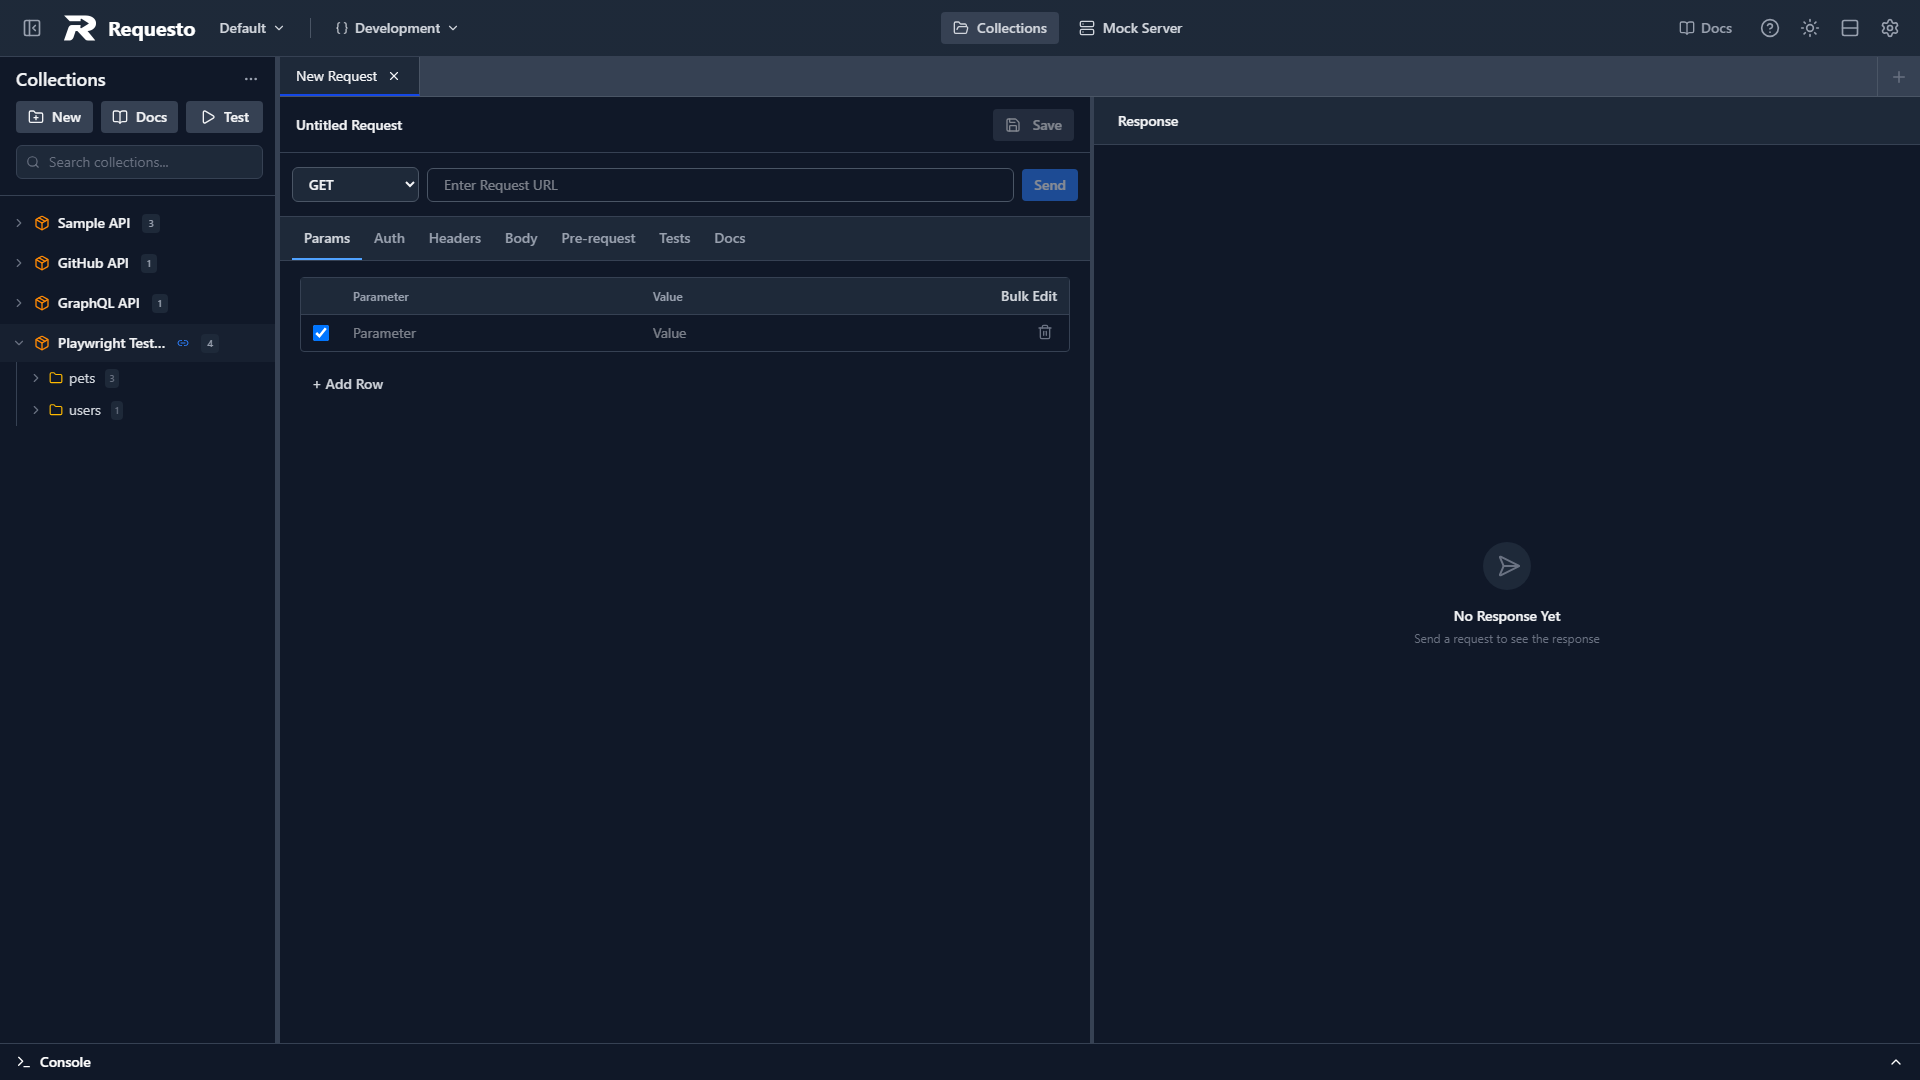 Requesto
Default
{ } Development
Collections
Mock Server
Docs
Collections
New
Docs
Test
Search collections...
Sample API 3
GitHub API 1
GraphQL API 1
Playwright Test... 4
pets 3
users 1
New Request
Untitled Request
Save
GET
Enter Request URL
Send
Params
Auth
Headers
Body
Pre-request
Tests
Docs
Parameter
Value
Bulk Edit
Parameter
Value
+ Add Row
Response
No Response Yet
Send a request to see the response
Console